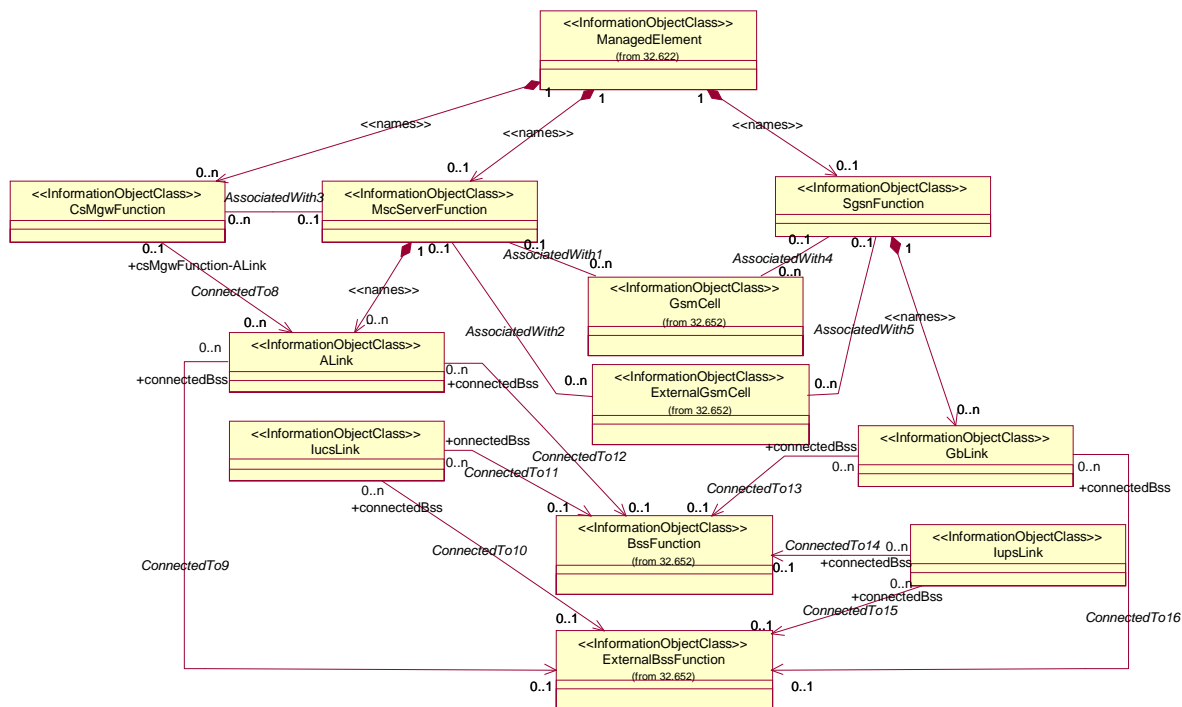 <<InformationObjectClass>>
ManagedElement
(from 32.622)
1
1
1
<<names>>
<<names>>
<<names>>
0..n
0..1
0..1
<<InformationObjectClass>>
CsMgwFunction
AssociatedWith3
0..n
0..1
<<InformationObjectClass>>
MscServerFunction
<<InformationObjectClass>>
SgsnFunction
0..1
+csMgwFunction-ALink
ConnectedTo8
0..n
1
<<names>>
0..n
0..1
0..1
AssociatedWith1
0..n
0..1
AssociatedWith4
0..n
0..1
1
<<InformationObjectClass>>
GsmCell
(from 32.652)
AssociatedWith2
0..n
AssociatedWith5
0..n
<<names>>
0..n
<<InformationObjectClass>>
ALink
0..n
+connectedBss
0..n
+connectedBss
<<InformationObjectClass>>
ExternalGsmCell
(from 32.652)
<<InformationObjectClass>>
IucsLink
+onnectedBss
0..n
ConnectedTo11
ConnectedTo12
0..n
+connectedBss
<<InformationObjectClass>>
GbLink
+connectedBss
0..n
ConnectedTo13
0..n
+connectedBss
0..1
0..1
0..1
<<InformationObjectClass>>
BssFunction
(from 32.652)
ConnectedTo14
0..n
+connectedBss
0..1
<<InformationObjectClass>>
IupsLink
ConnectedTo9
ConnectedTo10
0..n
+connectedBss
ConnectedTo15
ConnectedTo16
0..1
0..1
<<InformationObjectClass>>
ExternalBssFunction
(from 32.652)
0..1
0..1